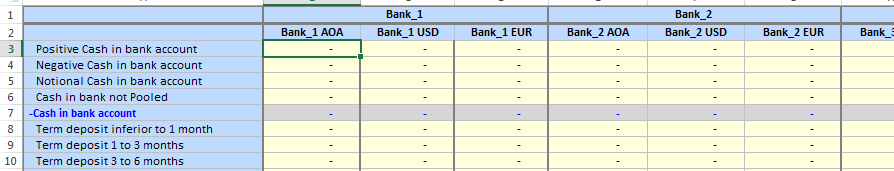 1 Bank_1 Bank_2
2 Bank_1 AOA Bank_1 USD Bank_1 EUR Bank_2 AOA Bank_2 USD Bank_2 EUR
3 Positive Cash in bank account - - - - - -
4 Negative Cash in bank account - - - - - -
5 Notional Cash in bank account - - - - - -
6 Cash in bank not Pooled - - - - - -
7 -Cash in bank account - - - - - -
8 Term deposit inferior to 1 month - - - - - -
9 Term deposit 1 to 3 months - - - - - -
10 Term deposit 3 to 6 months - - - - - -